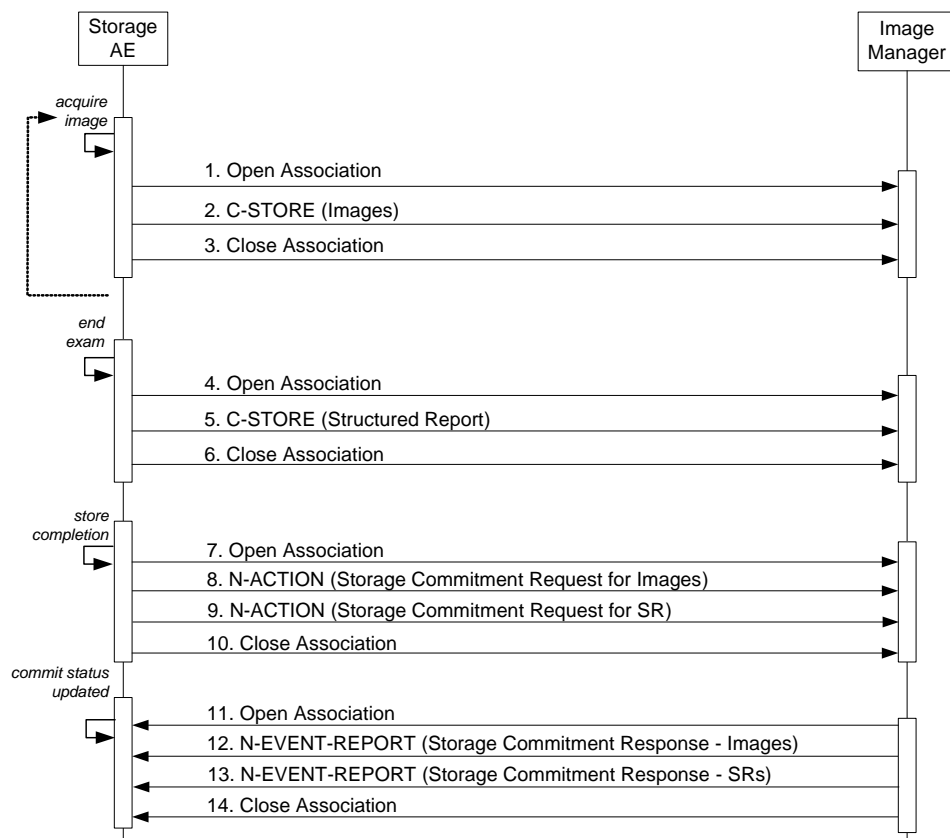 Storage
AE
Image
Manager
acquire
image
1. Open Association
2. C-STORE (Images)
3. Close Association
end
exam
4. Open Association
5. C-STORE (Structured Report)
6. Close Association
store
completion
7. Open Association
8. N-ACTION (Storage Commitment Request for Images)
9. N-ACTION (Storage Commitment Request for SR)
10. Close Association
commit status
updated
11. Open Association
12. N-EVENT-REPORT (Storage Commitment Response - Images)
13. N-EVENT-REPORT (Storage Commitment Response - SRs)
14. Close Association